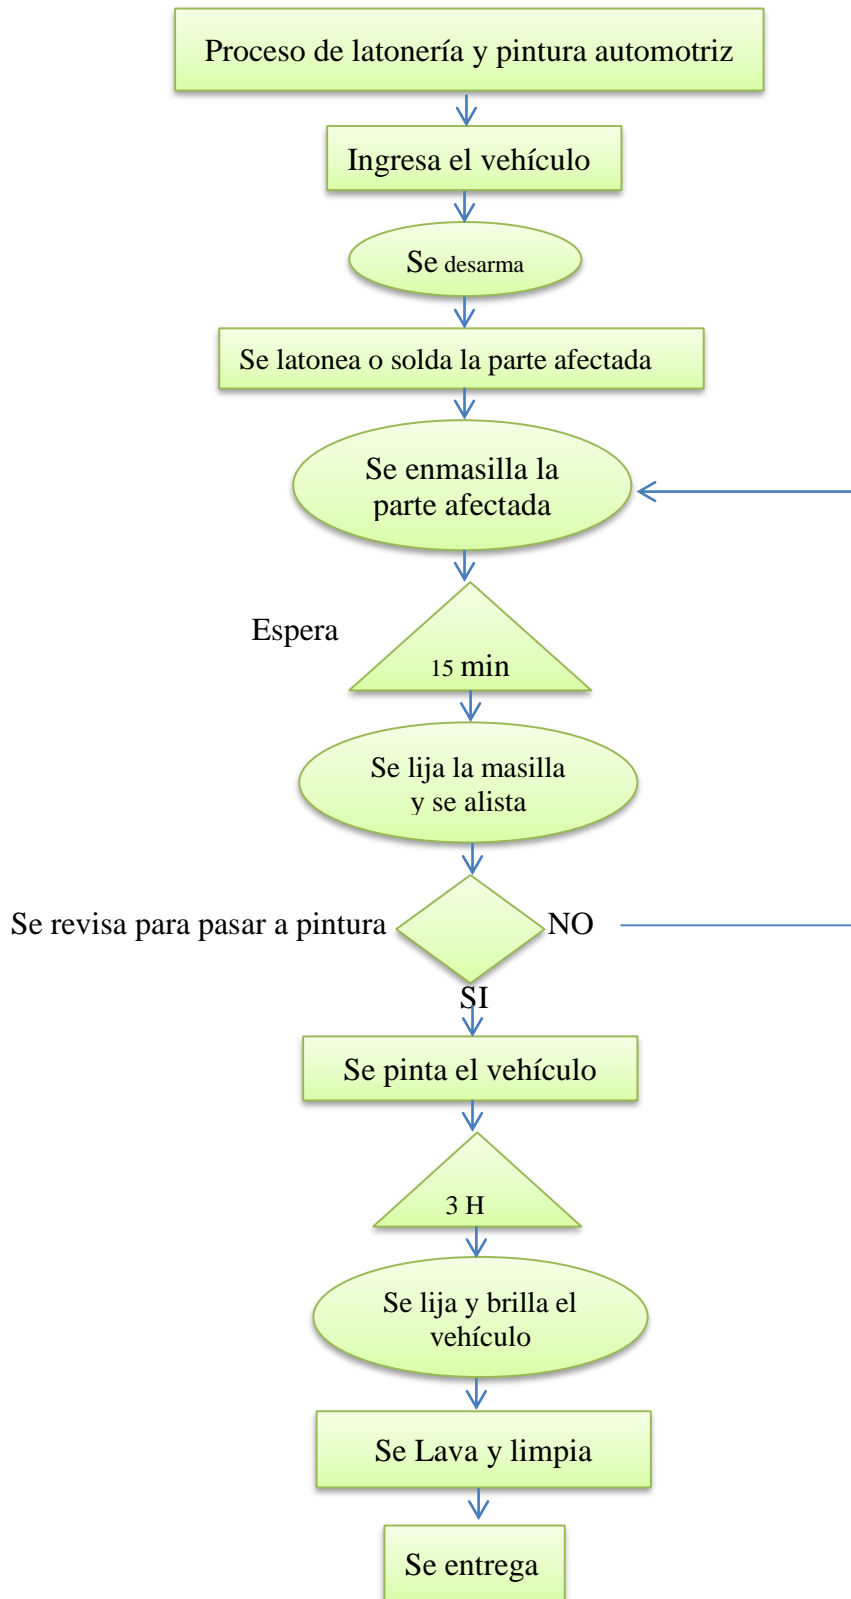 Proceso de latonería y pintura automotriz
Ingresa el vehículo
Se desarma
Se latonea o solda la parte afectada
Se enmasilla la
parte afectada
Espera
15 min
Se lija la masilla
y se alista
Se revisa para pasar a pintura
NO
SI
Se pinta el vehículo
3 H
Se lija y brilla el
vehículo
Se Lava y limpia
Se entrega